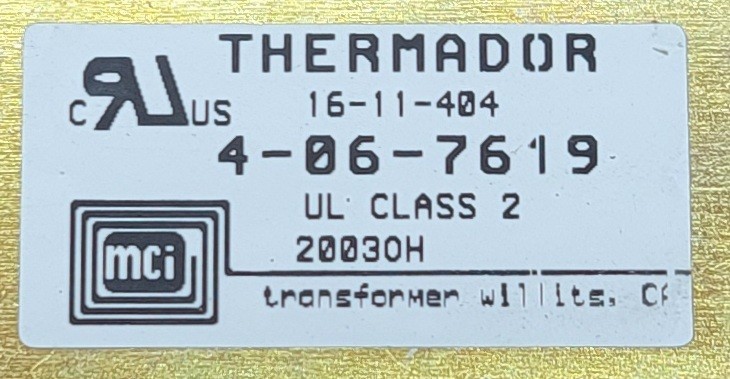 THERMADOR
C US 16-11-404
4-06-7619
UL CLASS 2
20030H
mci
transformer willits, CA